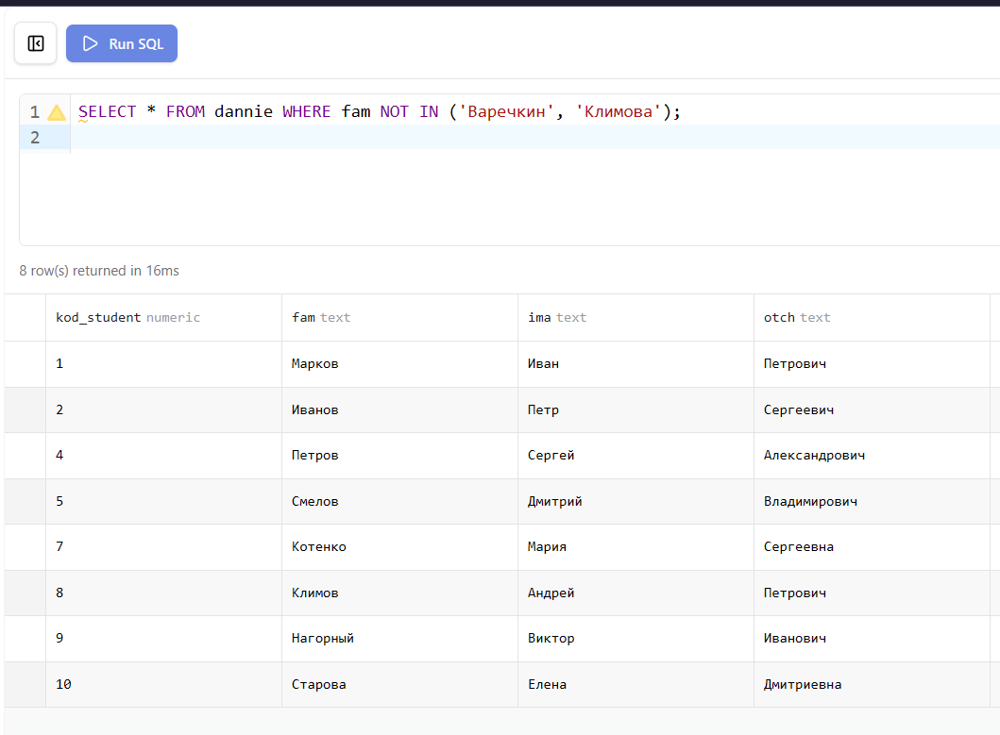 Run SQL
1 SELECT * FROM dannie WHERE fam NOT IN ('Варечкин', 'Климова');
2
8 row(s) returned in 16ms
kod_student numeric fam text ima text otch text
1 Марков Иван Петрович
2 Иванов Петр Сергеевич
4 Петров Сергей Александрович
5 Смелов Дмитрий Владимирович
7 Котенко Мария Сергеевна
8 Климов Андрей Петрович
9 Нагорный Виктор Иванович
10 Старова Елена Дмитриевна